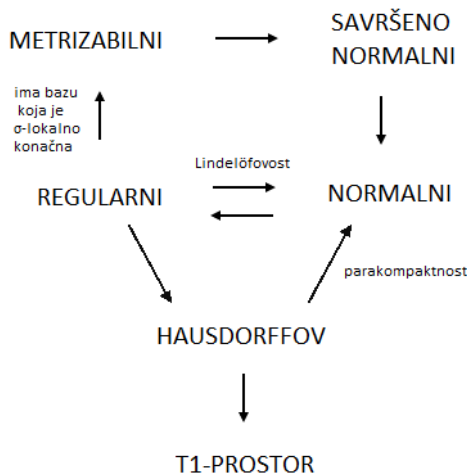 METRIZABILNI
SAVRŠENO
NORMALNI
ima bazu
koja je
σ-lokalno
konačna
Lindelöfovost
REGULARNI
NORMALNI
parakompaktnost
HAUSDORFFOV
T1-PROSTOR